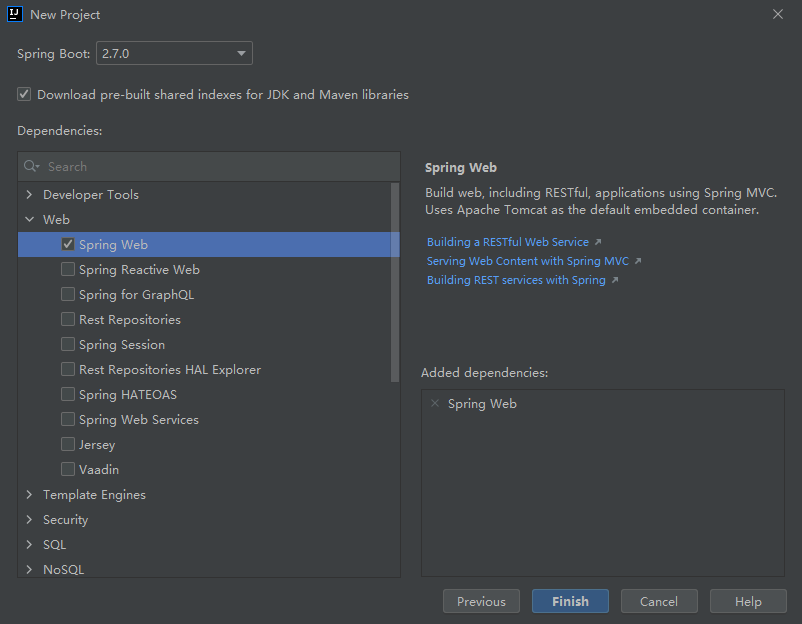 New Project
Spring Boot: 2.7.0
Download pre-built shared indexes for JDK and Maven libraries
Dependencies:
Search
Developer Tools
Web
Spring Web
Spring Reactive Web
Spring for GraphQL
Rest Repositories
Spring Session
Rest Repositories HAL Explorer
Spring HATEOAS
Spring Web Services
Jersey
Vaadin
Template Engines
Security
SQL
NoSQL
Spring Web
Build web, including RESTful, applications using Spring MVC.
Uses Apache Tomcat as the default embedded container.
Building a RESTful Web Service
Serving Web Content with Spring MVC
Building REST services with Spring
Added dependencies:
Spring Web
Previous
Finish
Cancel
Help